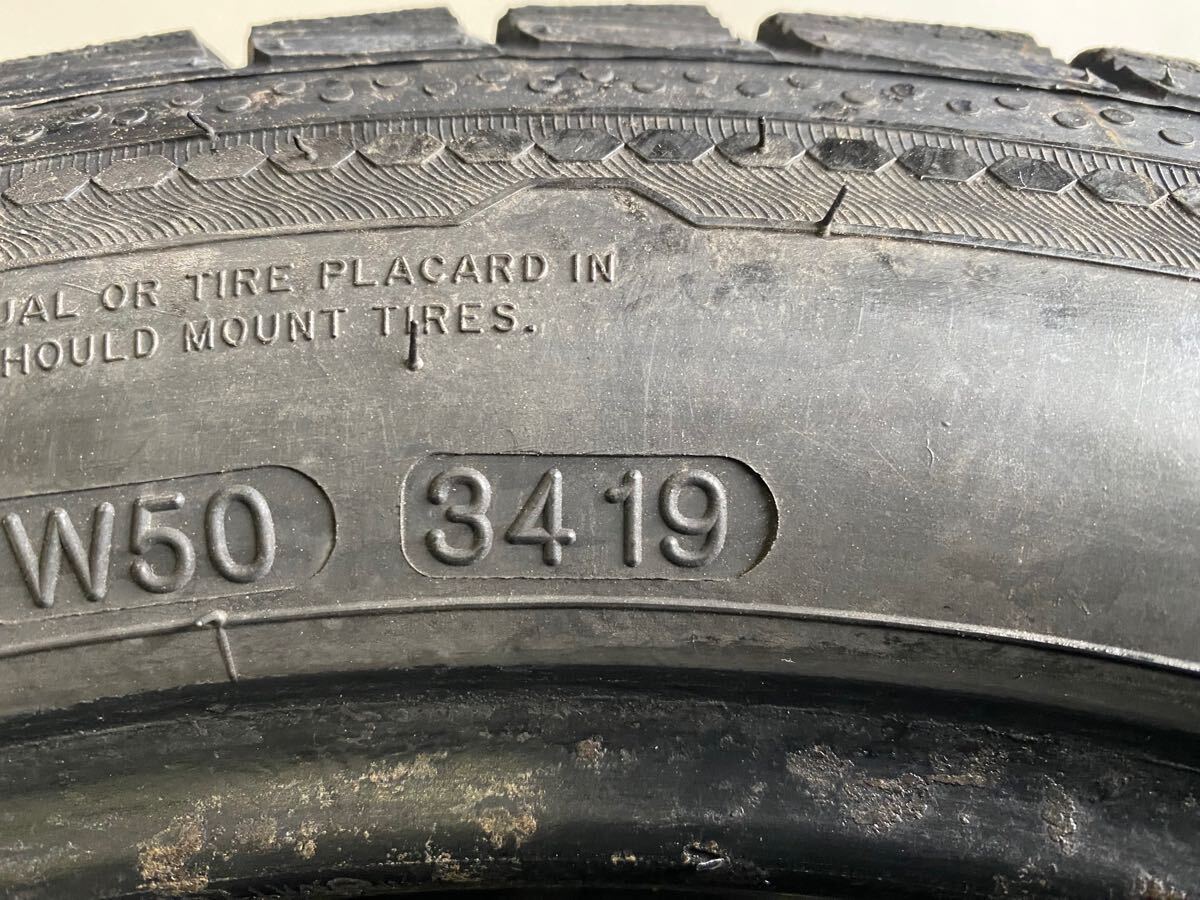 UAL OR TIRE PLACARD IN
HOULD MOUNT TIRES.
W50 3419